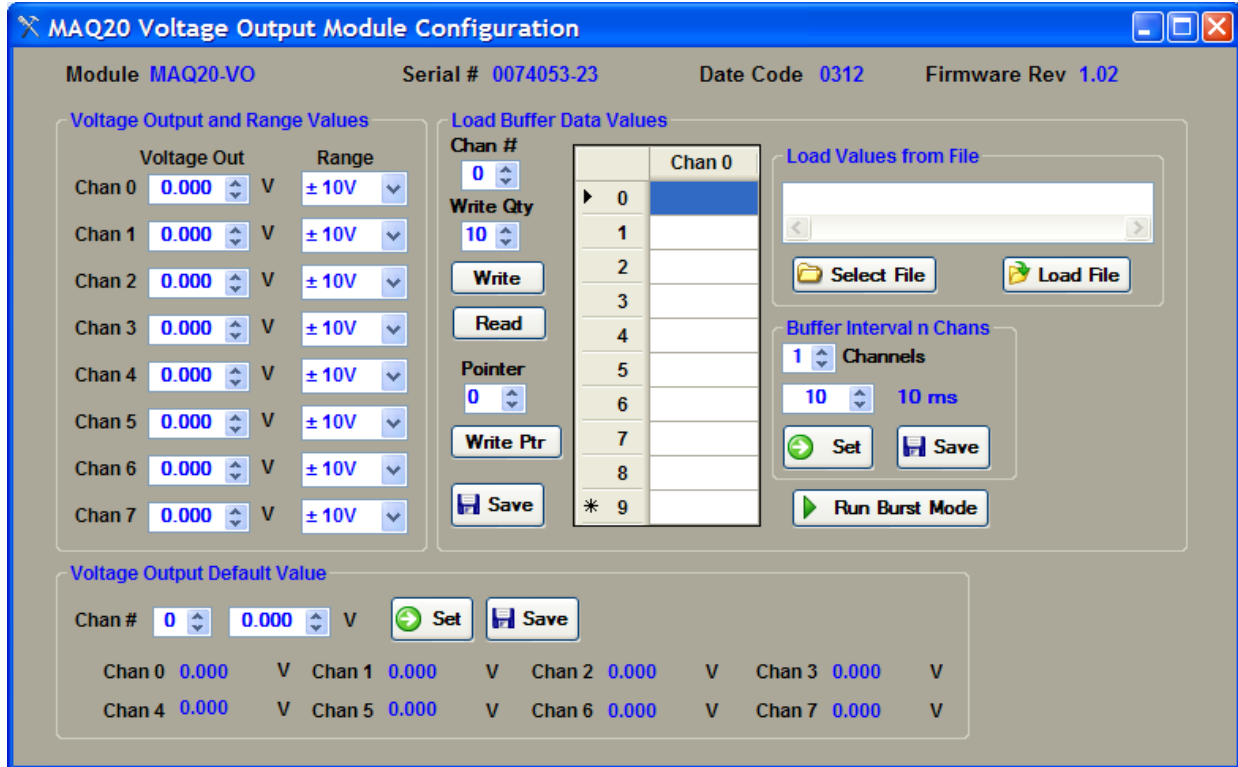 MAQ20 Voltage Output Module Configuration
Module MAQ20-VO Serial # 0074053-23 Date Code 0312 Firmware Rev 1.02
Voltage Output and Range Values
Voltage Out Range
Chan 0 0.000 V ± 10V
Chan 1 0.000 V ± 10V
Chan 2 0.000 V ± 10V
Chan 3 0.000 V ± 10V
Chan 4 0.000 V ± 10V
Chan 5 0.000 V ± 10V
Chan 6 0.000 V ± 10V
Chan 7 0.000 V ± 10V
Load Buffer Data Values
Chan #
0
Write Qty
10
Write
Read
Pointer
0
Write Ptr
Save
Chan 0
0
1
2
3
4
5
6
7
8
* 9
Load Values from File
Select File Load File
Buffer Interval n Chans
1 Channels
10 10 ms
Set Save
Run Burst Mode
Voltage Output Default Value
Chan # 0 0.000 V Set Save
Chan 0 0.000 V Chan 1 0.000 V Chan 2 0.000 V Chan 3 0.000 V
Chan 4 0.000 V Chan 5 0.000 V Chan 6 0.000 V Chan 7 0.000 V